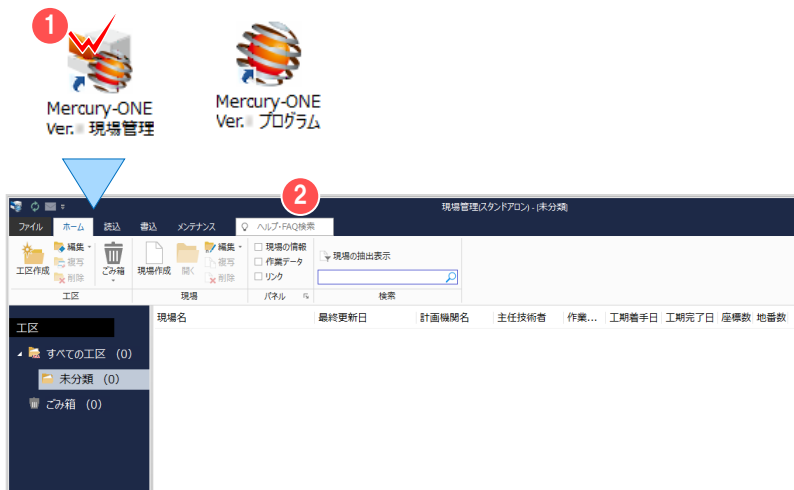 1
Mercury-ONE
Ver. 現場管理
Mercury-ONE
Ver. プログラム
2
現場管理(スタンドアロン) - [未分類]
ファイル ホーム 読込 書込 メンテナンス ヘルプ・FAQ検索
工区作成 編集 複写 削除 ごみ箱
工区
現場作成 開く 編集 複写 削除
現場
現場の情報
作業データ
リンク
パネル
現場の抽出表示
検索
工区
すべての工区 (0)
未分類 (0)
ごみ箱 (0)
現場名 最終更新日 計画機関名 主任技術者 作業... 工期着手日 工期完了日 座標数 地番数